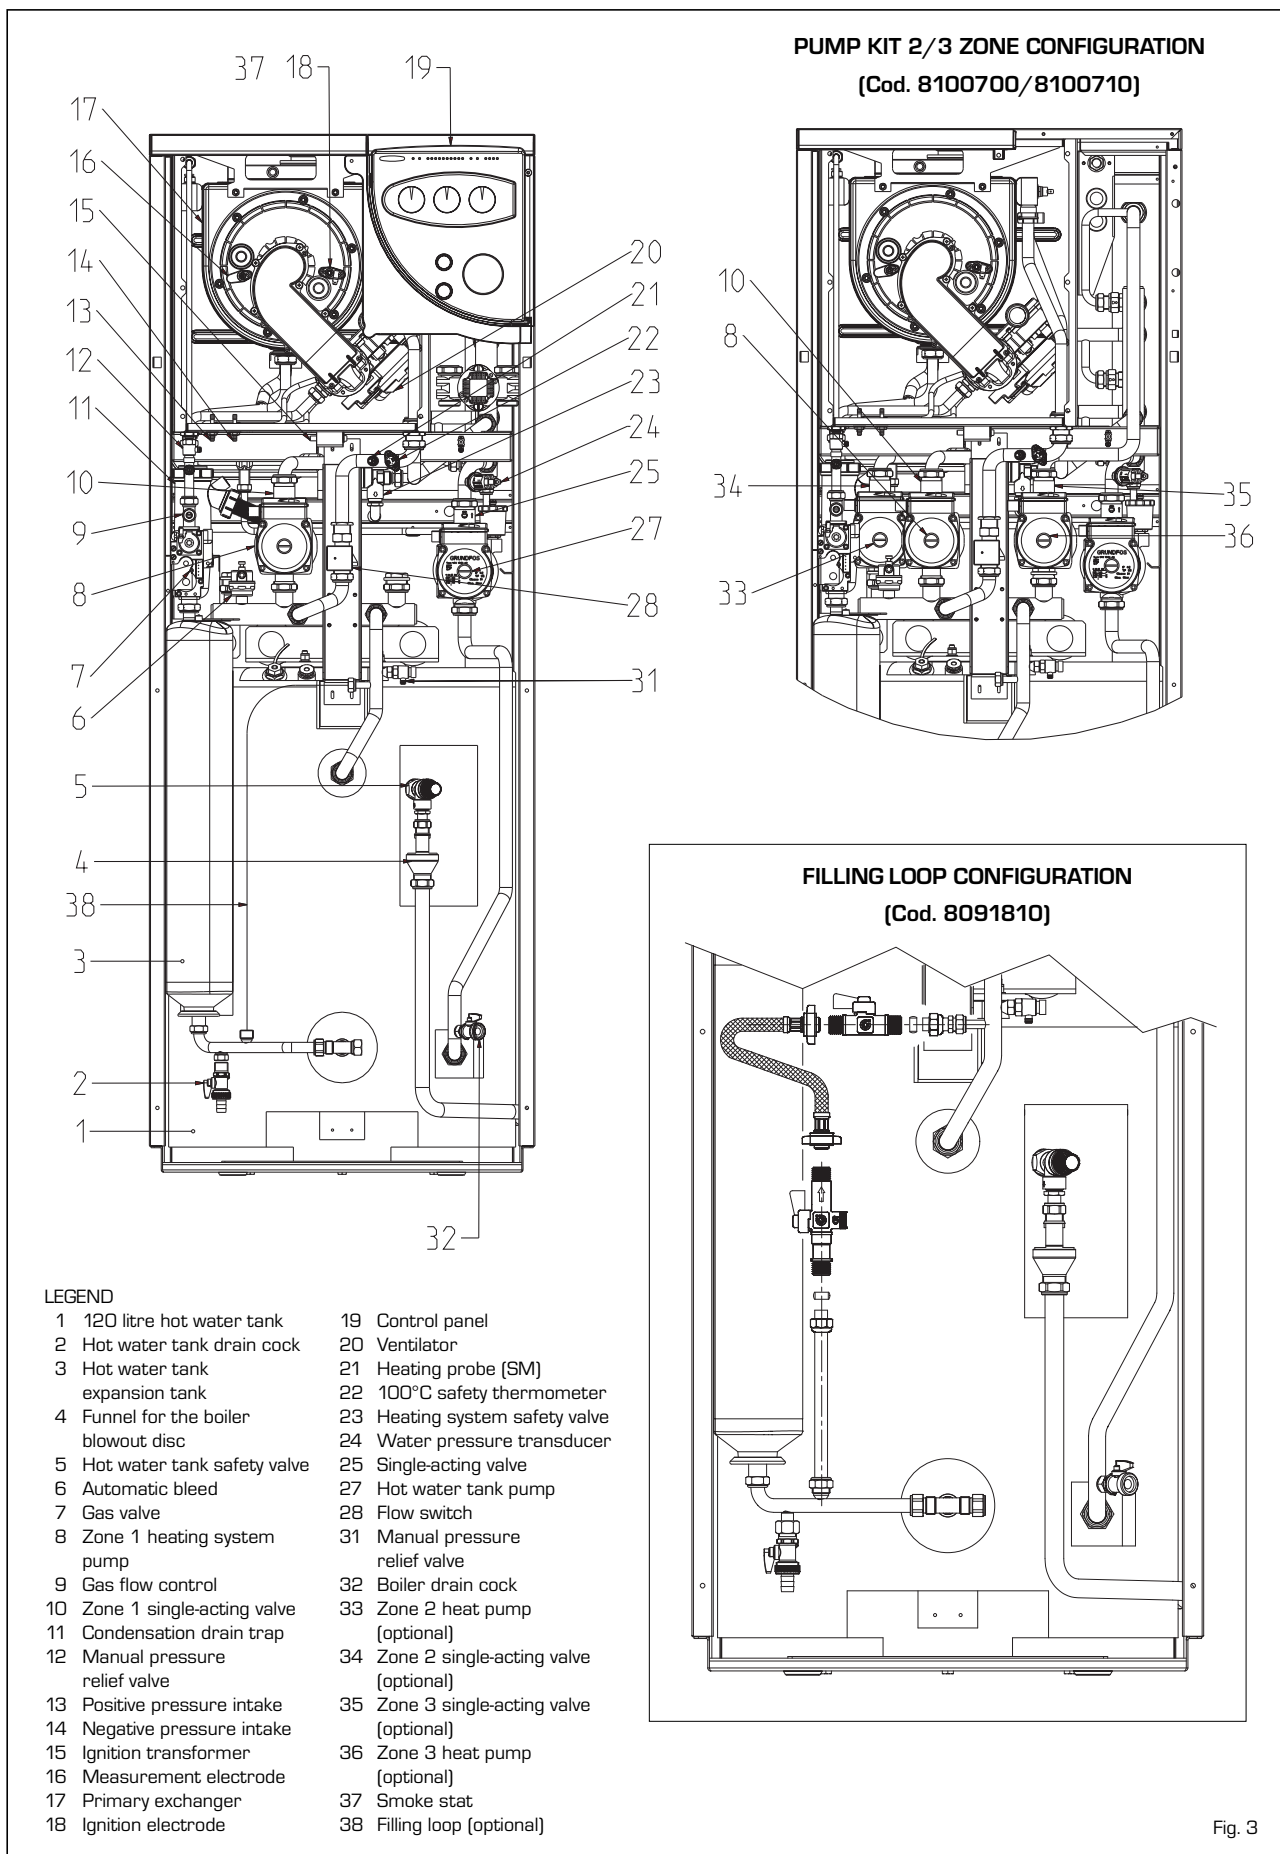 PUMP KIT 2/3 ZONE CONFIGURATION
(Cod. 8100700/8100710)
37 18 19
17
16
15
14
13
12
11
10
9
8
7
6
5
4
38
3
2
1
20
21
22
23
24
25
27
28
31
32
10
8
34
33
35
36
GRUNDFOS
GRUNDFOS
FILLING LOOP CONFIGURATION
(Cod. 8091810)
LEGEND
1 120 litre hot water tank
2 Hot water tank drain cock
3 Hot water tank
expansion tank
4 Funnel for the boiler
blowout disc
5 Hot water tank safety valve
6 Automatic bleed
7 Gas valve
8 Zone 1 heating system
pump
9 Gas flow control
10 Zone 1 single-acting valve
11 Condensation drain trap
12 Manual pressure
relief valve
13 Positive pressure intake
14 Negative pressure intake
15 Ignition transformer
16 Measurement electrode
17 Primary exchanger
18 Ignition electrode
19 Control panel
20 Ventilator
21 Heating probe (SM)
22 100°C safety thermometer
23 Heating system safety valve
24 Water pressure transducer
25 Single-acting valve
27 Hot water tank pump
28 Flow switch
31 Manual pressure
relief valve
32 Boiler drain cock
33 Zone 2 heat pump
(optional)
34 Zone 2 single-acting valve
(optional)
35 Zone 3 single-acting valve
(optional)
36 Zone 3 heat pump
(optional)
37 Smoke stat
38 Filling loop (optional)
Fig. 3